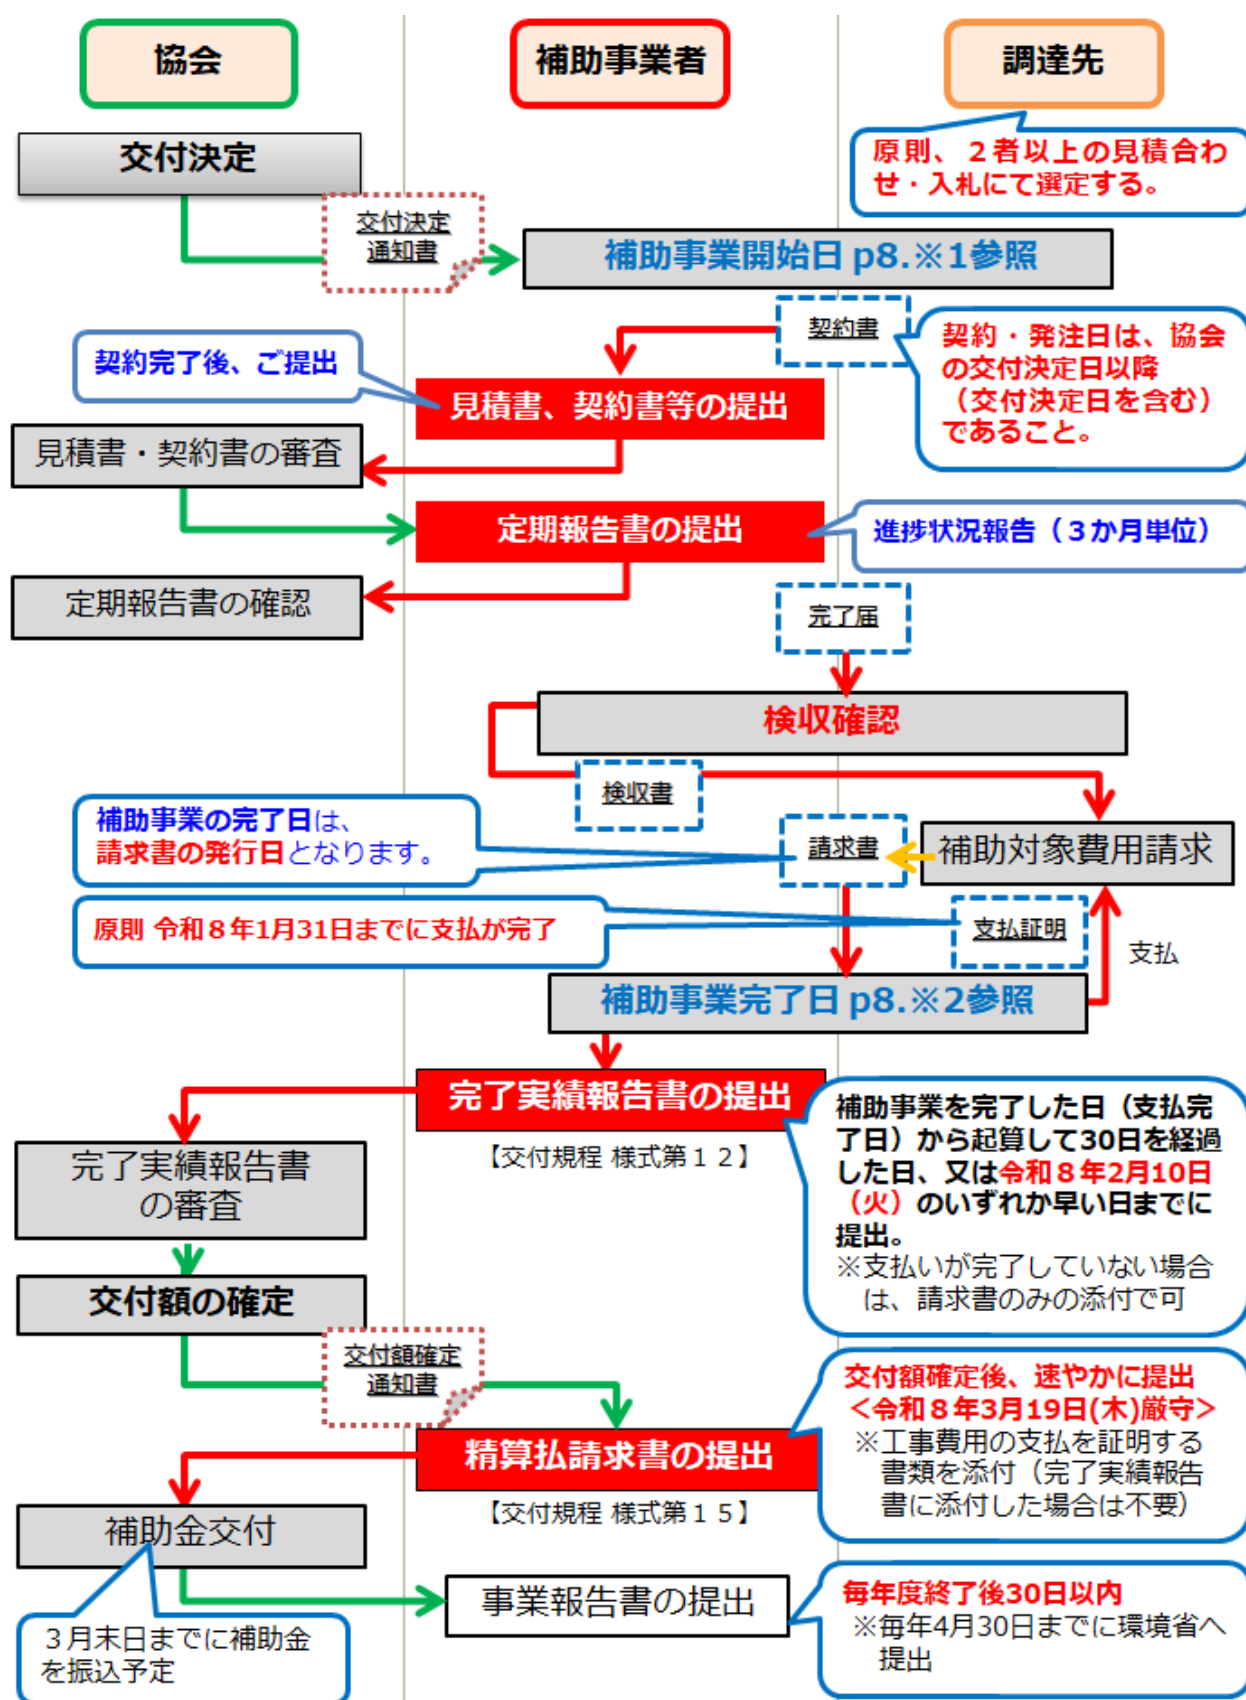 協会
補助事業者
調達先
交付決定
原則、２者以上の見積合わ
せ・入札にて選定する。
交付決定
通知書
補助事業開始日 p8.※1参照
契約書
契約・発注日は、協会
の交付決定日以降
（交付決定日を含む）
であること。
契約完了後、ご提出
見積書、契約書等の提出
見積書・契約書の審査
定期報告書の提出
進捗状況報告（３か月単位）
定期報告書の確認
完了届
検収確認
検収書
補助事業の完了日は、
請求書の発行日となります。
請求書
補助対象費用請求
原則 令和８年1月31日までに支払が完了
支払証明
支払
補助事業完了日 p8.※2参照
完了実績報告書の提出
【交付規程 様式第１２】
補助事業を完了した日（支払完
了日）から起算して30日を経過
した日、又は令和８年2月10日
（火）のいずれか早い日までに
提出。
※支払いが完了していない場合
は、請求書のみの添付で可
完了実績報告書
の審査
交付額の確定
交付額確定
通知書
交付額確定後、速やかに提出
＜令和８年3月19日(木)厳守＞
※工事費用の支払を証明する
書類を添付（完了実績報告
書に添付した場合は不要）
精算払請求書の提出
【交付規程 様式第１５】
補助金交付
３月末日までに補助金
を振込予定
事業報告書の提出
毎年度終了後30日以内
※毎年4月30日までに環境省へ
提出